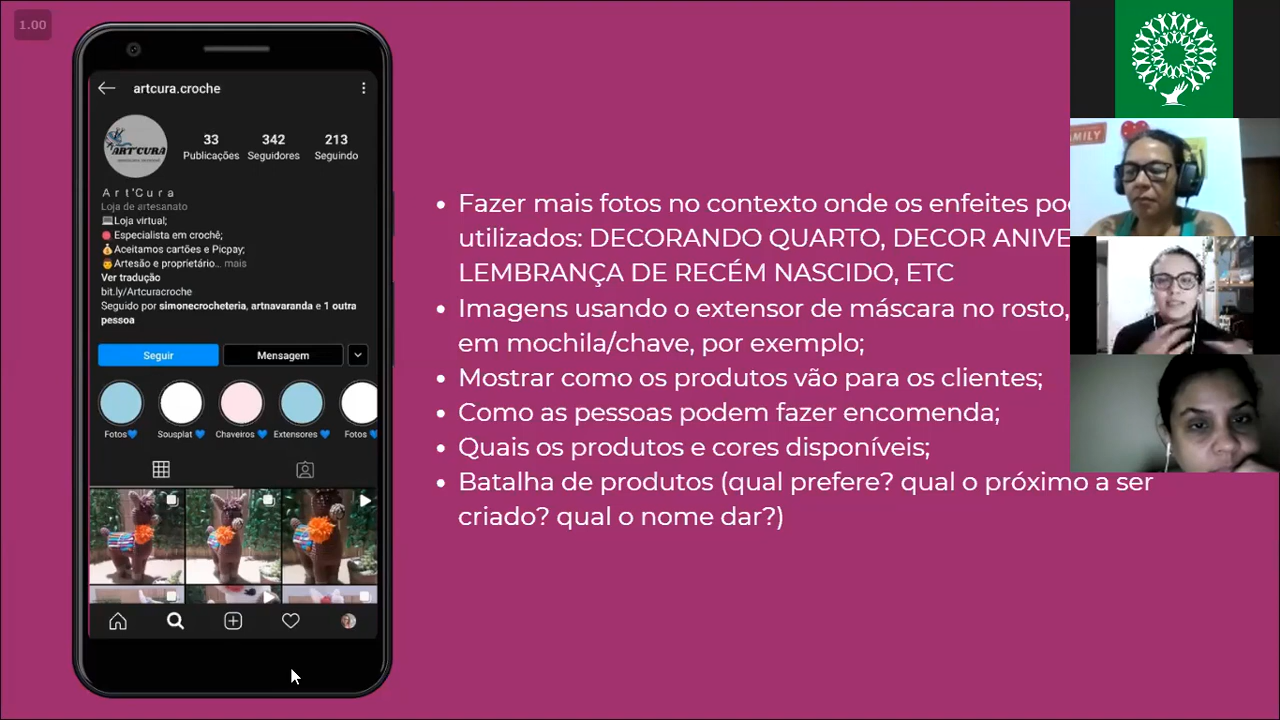 1.00
artcura.croche
ART'CURA
33
342
213
Publicações
Seguidores
Seguindo
Art'Cura
Loja de artesanato
Loja virtual;
Especialista em crochê;
Aceitamos cartões e Picpay;
Artesão e proprietário... mais
Ver tradução
bit.ly/Artcuracroche
Seguido por simonecrocheteria, artnavaranda e 1 outra
pessoa
Seguir
Mensagem
Fotos
Sousplat
Chaveiros
Extensores
Fotos
• Fazer mais fotos no contexto onde os enfeites po
utilizados: DECORANDO QUARTO, DECOR ANIVE
LEMBRANÇA DE RECÉM NASCIDO, ETC
• Imagens usando o extensor de máscara no rosto,
em mochila/chave, por exemplo;
• Mostrar como os produtos vão para os clientes;
• Como as pessoas podem fazer encomenda;
• Quais os produtos e cores disponíveis;
• Batalha de produtos (qual prefere? qual o próximo a ser
criado? qual o nome dar?)
FAMILY